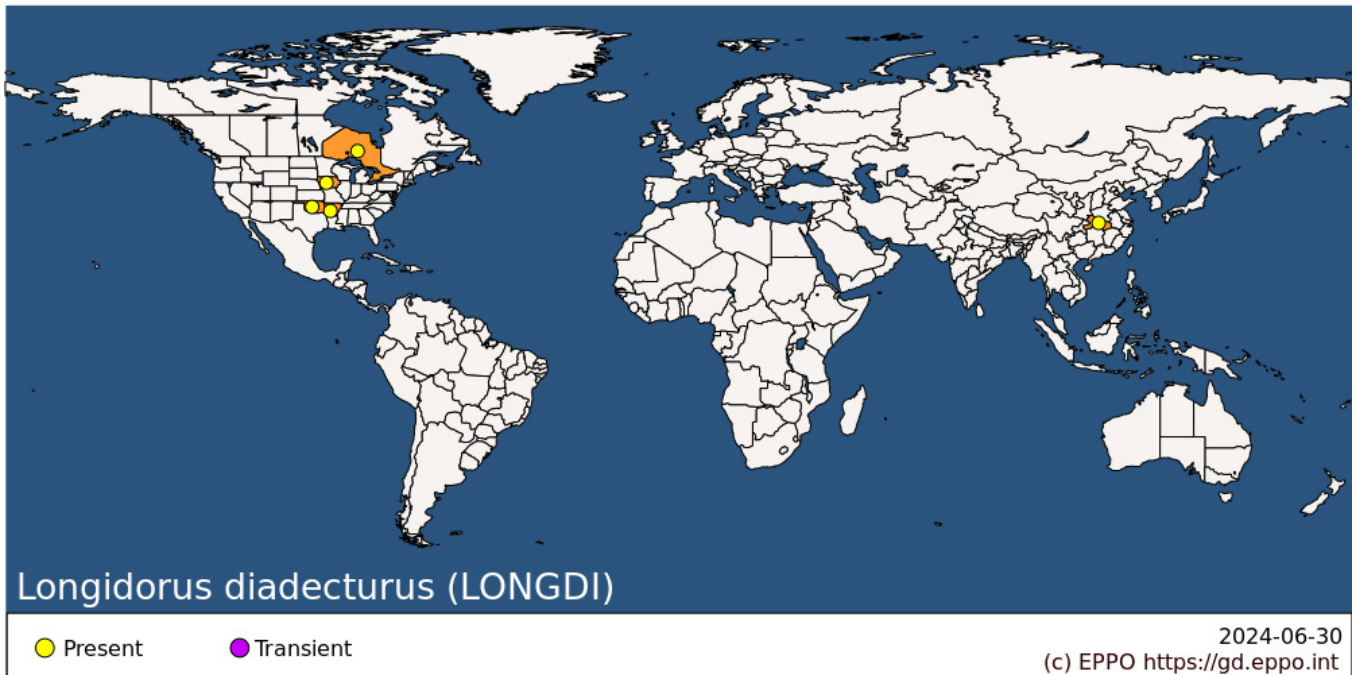 Longidorus diadecturus (LONGDI)
Present
Transient
2024-06-30
(c) EPPO https://gd.eppo.int